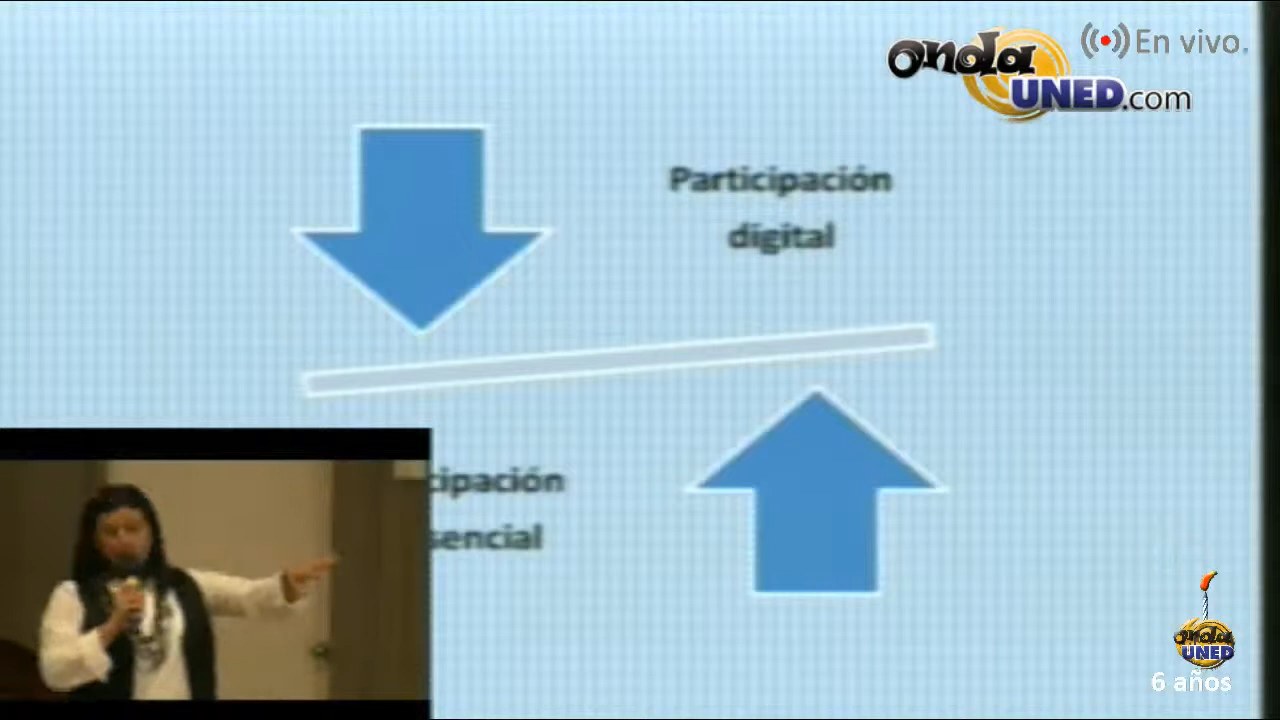 onda
UNED.com
En vivo.
Participación
digital
cipación
sencial
onda
UNED
6 años